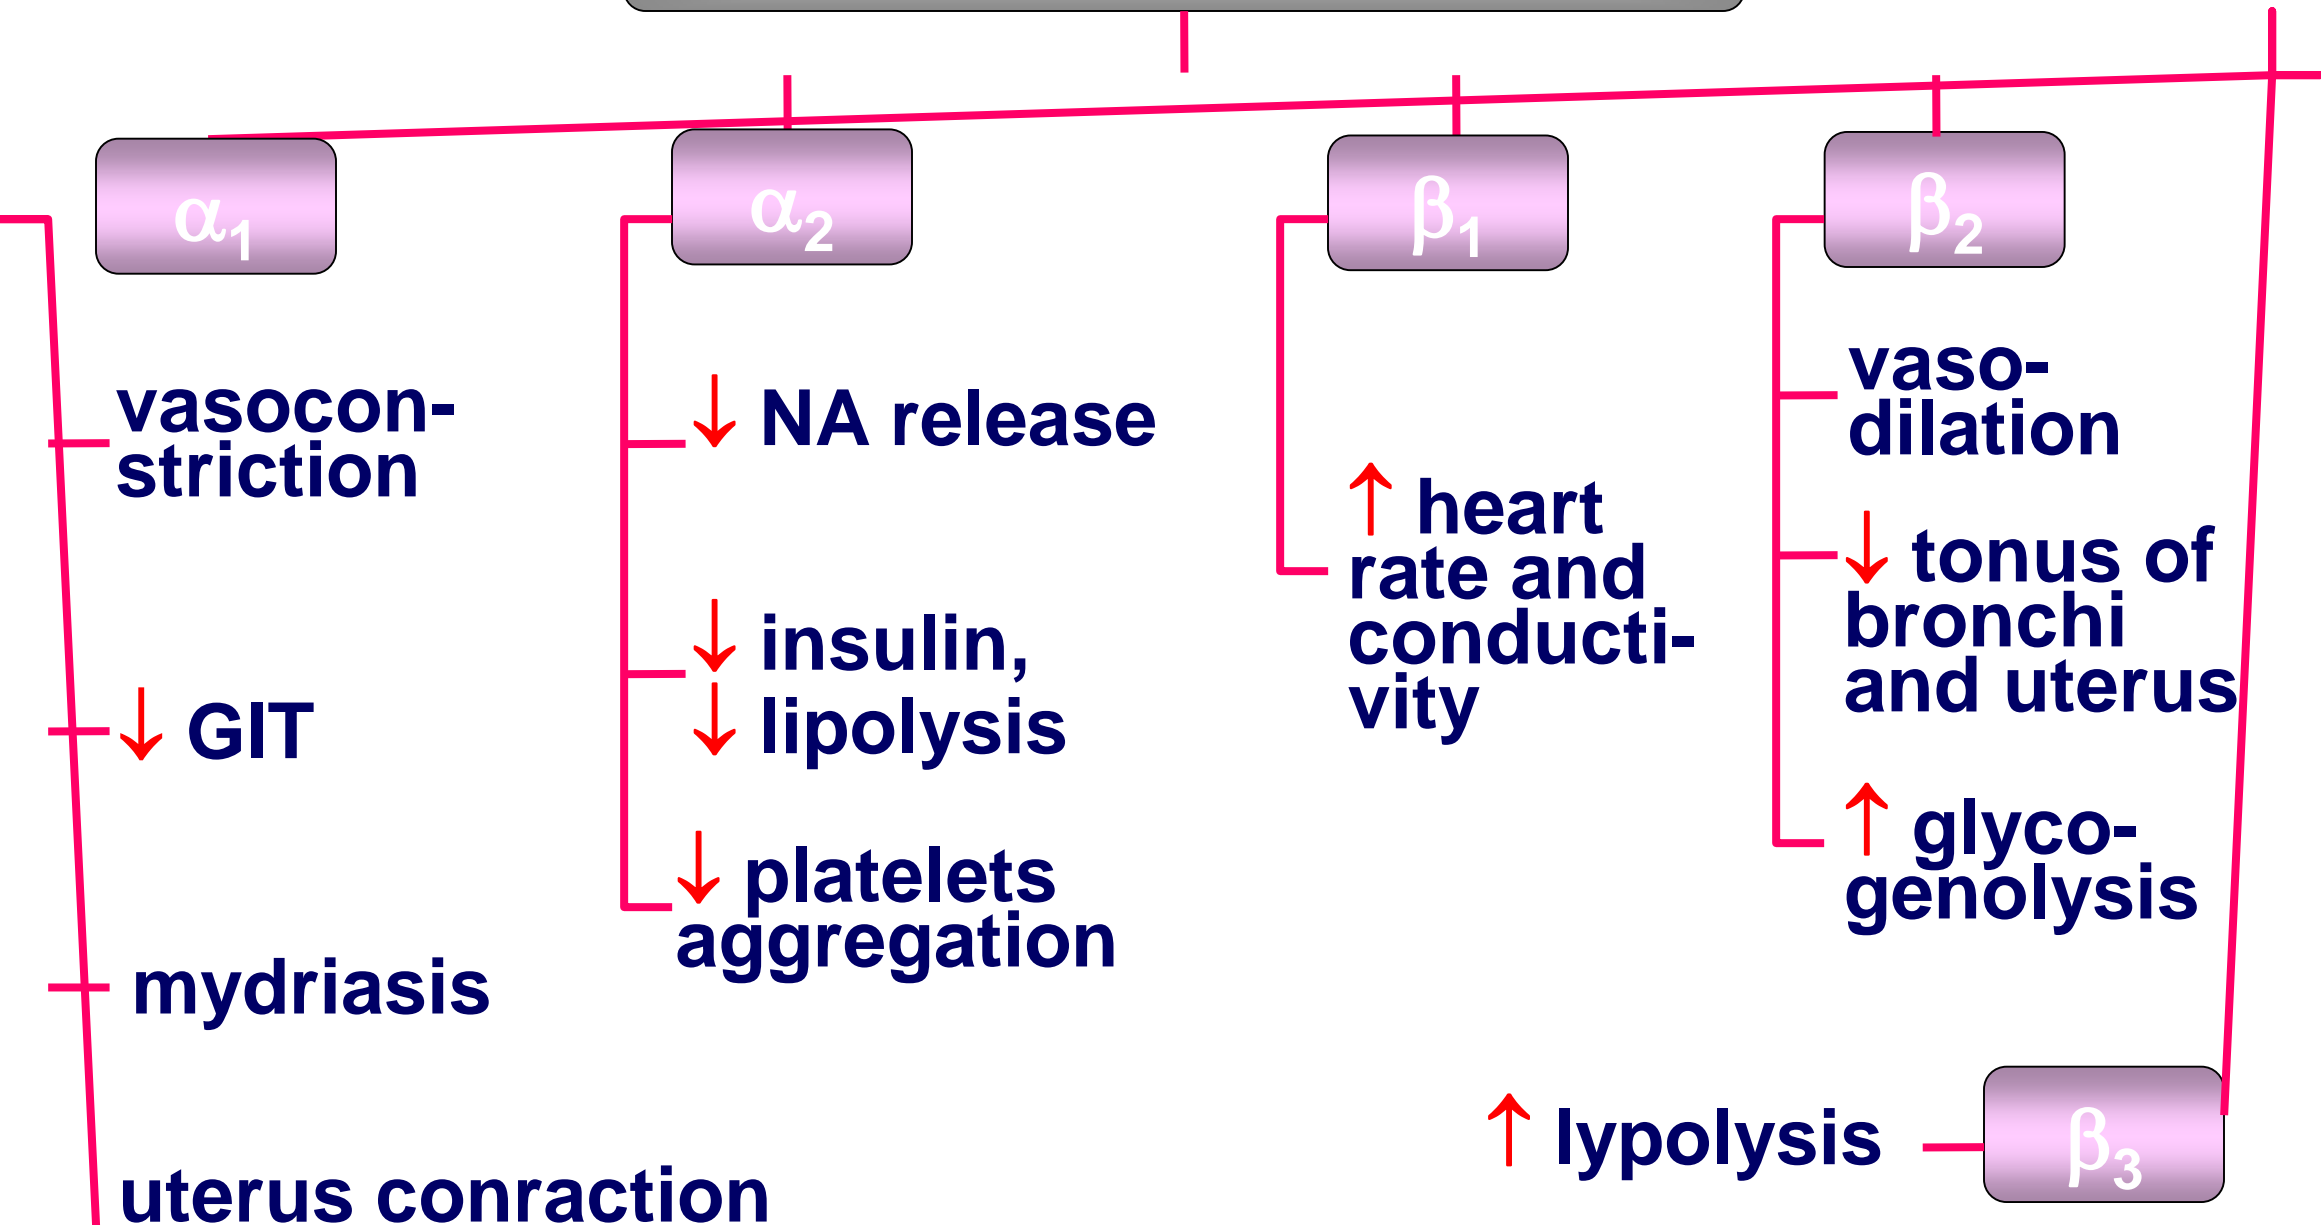 α1
vasocon-
striction
↓ GIT
mydriasis
uterus conraction
α2
↓ NA release
↓ insulin,
↓ lipolysis
↓ platelets
aggregation
β1
↑ heart
rate and
conducti-
vity
β2
vaso-
dilation
↓ tonus of
bronchi
and uterus
↑ glyco-
genolysis
β3
↑ lypolysis